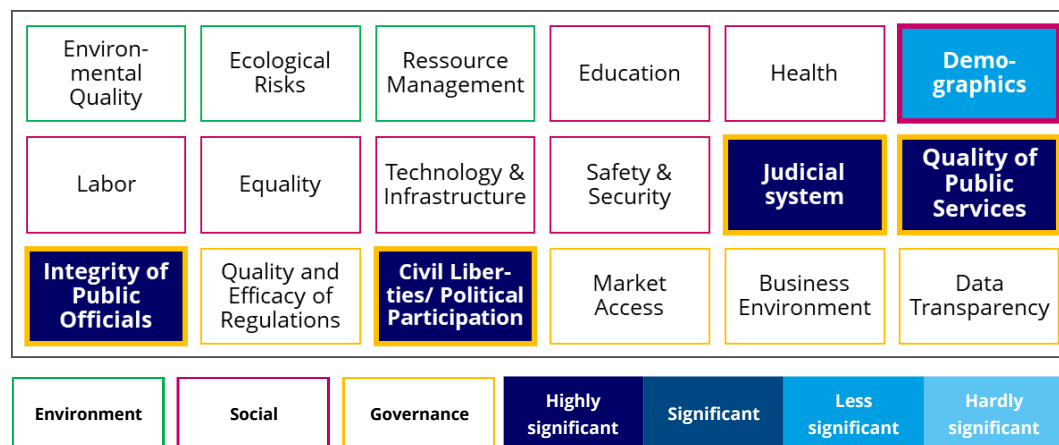 Environ-
mental
Quality
Ecological
Risks
Ressource
Management
Education
Health
Demo-
graphics
Labor
Equality
Technology &
Infrastructure
Safety &
Security
Judicial
system
Quality of
Public
Services
Integrity of
Public
Officials
Quality and
Efficacy of
Regulations
Civil Liber-
ties/ Political
Participation
Market
Access
Business
Environment
Data
Transparency
Environment
Social
Governance
Highly
significant
Significant
Less
significant
Hardly
significant